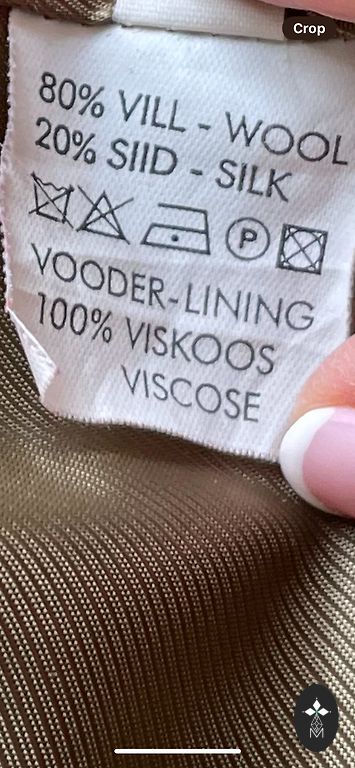 Crop
80% VILL - WOOL
20% SIID - SILK
P
VOODER-LINING
100% VISKOOS
VISCOSE
M